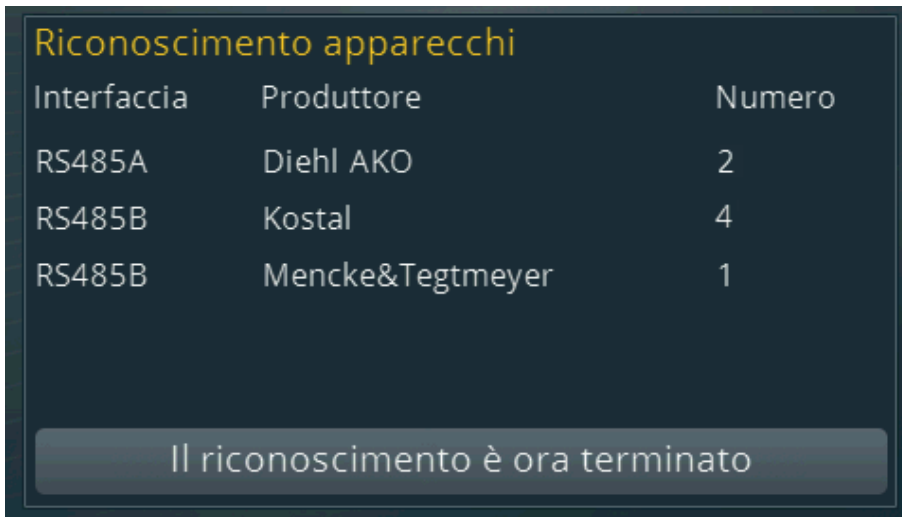 Riconoscimento apparecchi
Interfaccia Produttore Numero
RS485A Diehl AKO 2
RS485B Kostal 4
RS485B Mencke&Tegtmeyer 1
Il riconoscimento è ora terminato